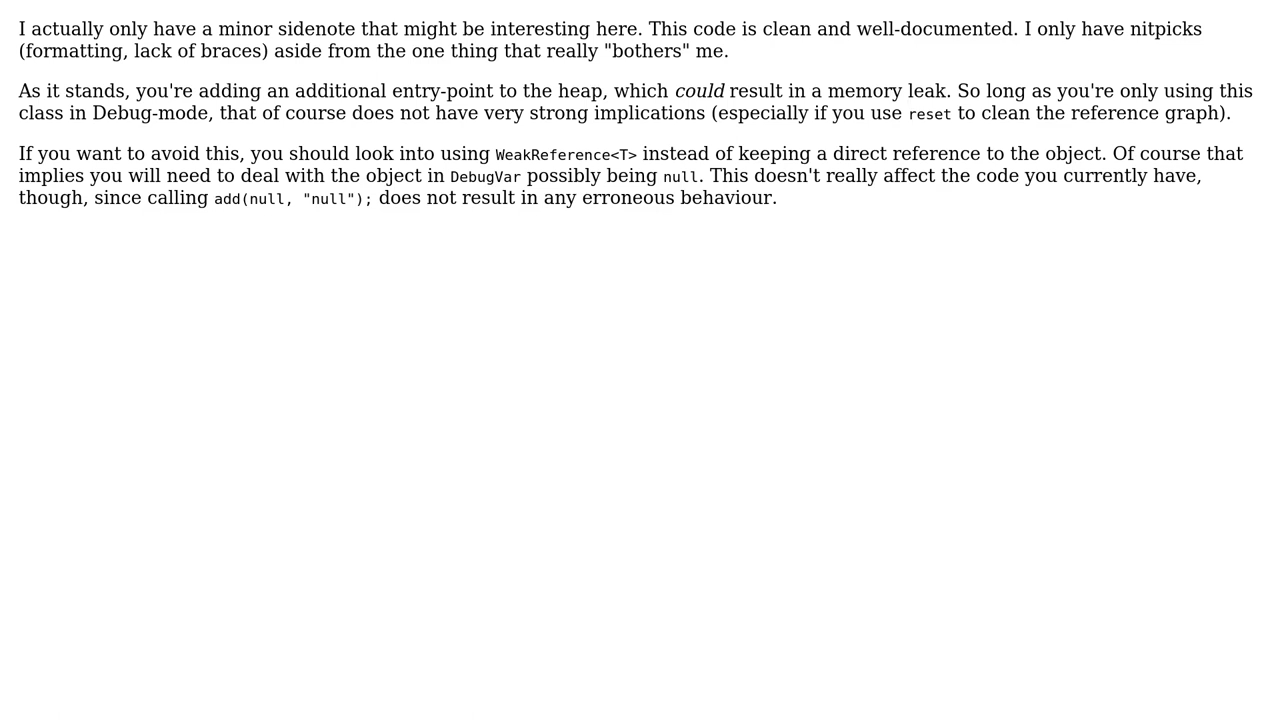 I actually only have a minor sidenote that might be interesting here. This code is clean and well-documented. I only have nitpicks
(formatting, lack of braces) aside from the one thing that really "bothers" me.
As it stands, you're adding an additional entry-point to the heap, which could result in a memory leak. So long as you're only using this
class in Debug-mode, that of course does not have very strong implications (especially if you use reset to clean the reference graph).
If you want to avoid this, you should look into using WeakReference<T> instead of keeping a direct reference to the object. Of course that
implies you will need to deal with the object in DebugVar possibly being null. This doesn't really affect the code you currently have,
though, since calling add(null, "null"); does not result in any erroneous behaviour.